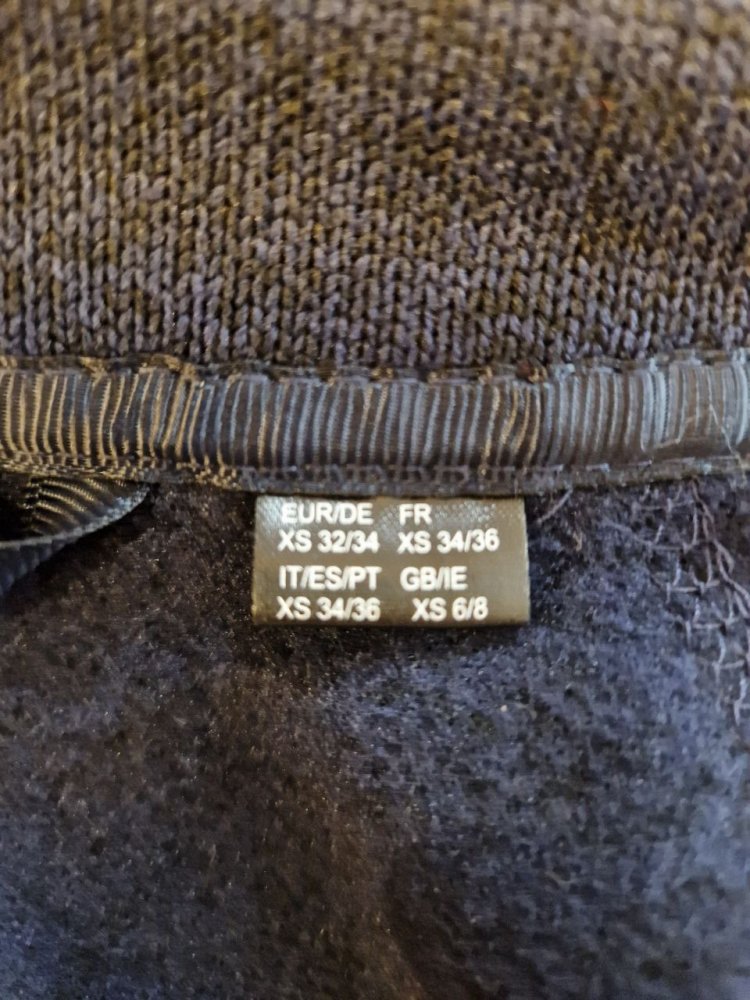 EUR/DE FR
XS 32/34 XS 34/36
IT/ES/PT GB/IE
XS 34/36 XS 6/8